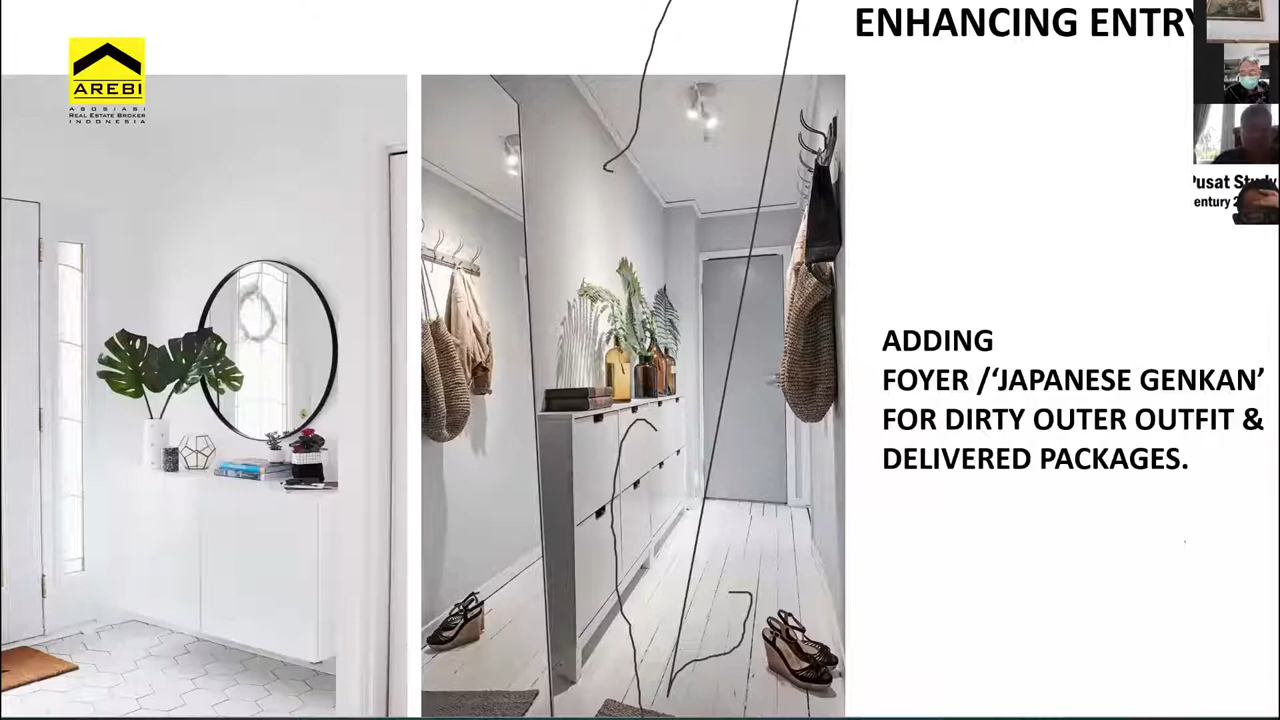 ENHANCING ENTRY
AREBI
ASOSIASI
REAL ESTATE BROKER
INDONESIA
ADDING
FOYER /‘JAPANESE GENKAN’
FOR DIRTY OUTER OUTFIT &
DELIVERED PACKAGES.